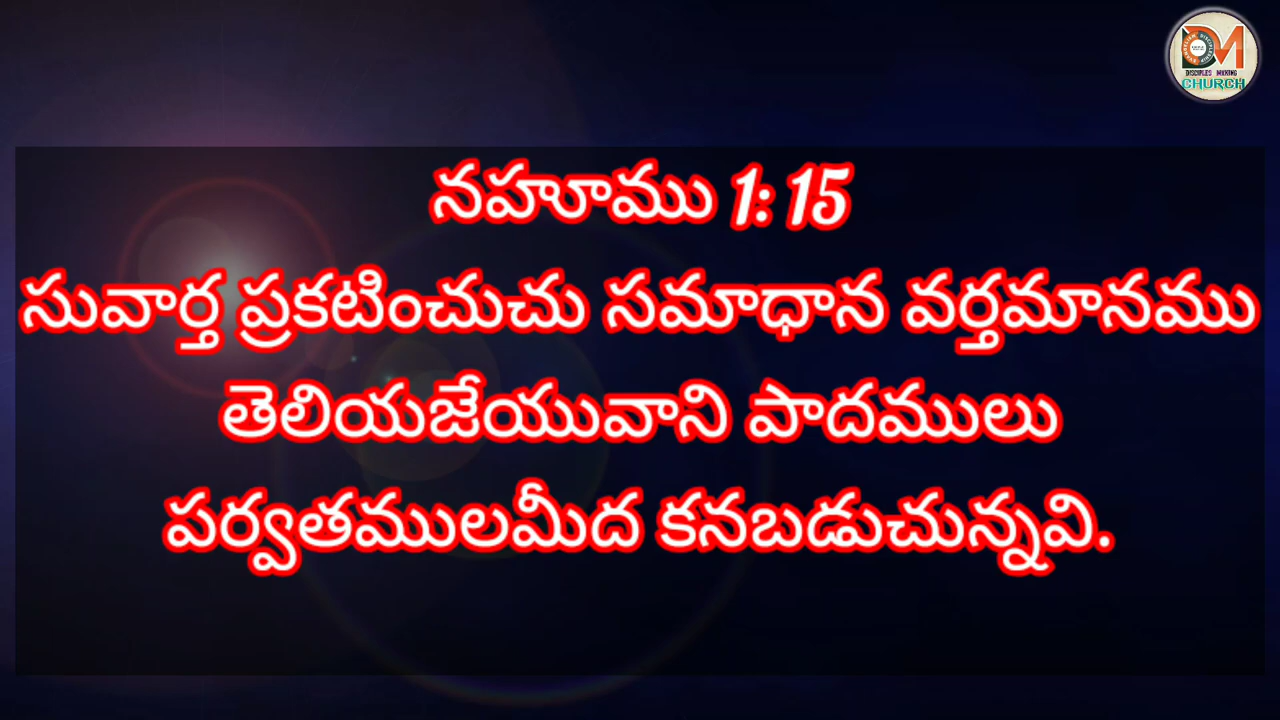 DM
DISCIPLES MAKING
CHURCH
నహూము 1: 15
సువార్త ప్రకటించుచు సమాధాన వర్తమానము
తెలియజేయువాని పాదములు
పర్వతములమీద కనబడుచున్నవి.